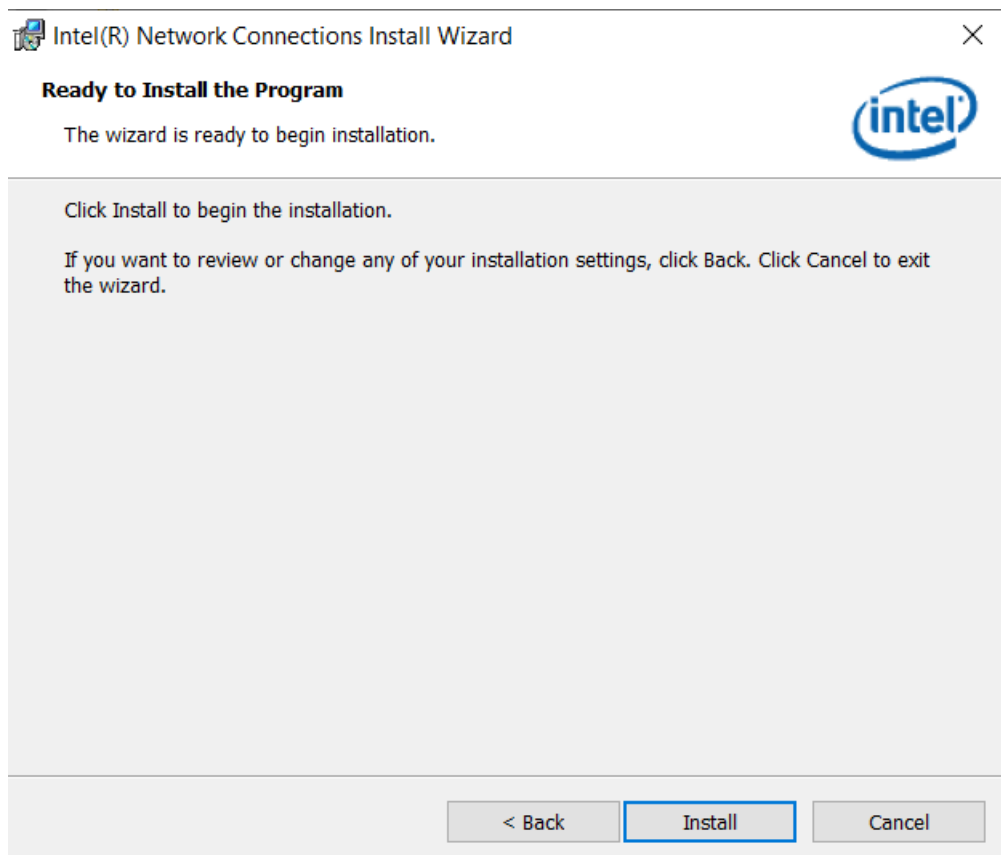 Intel(R) Network Connections Install Wizard
Ready to Install the Program
The wizard is ready to begin installation.
intel
Click Install to begin the installation.
If you want to review or change any of your installation settings, click Back. Click Cancel to exit
the wizard.
< Back
Install
Cancel